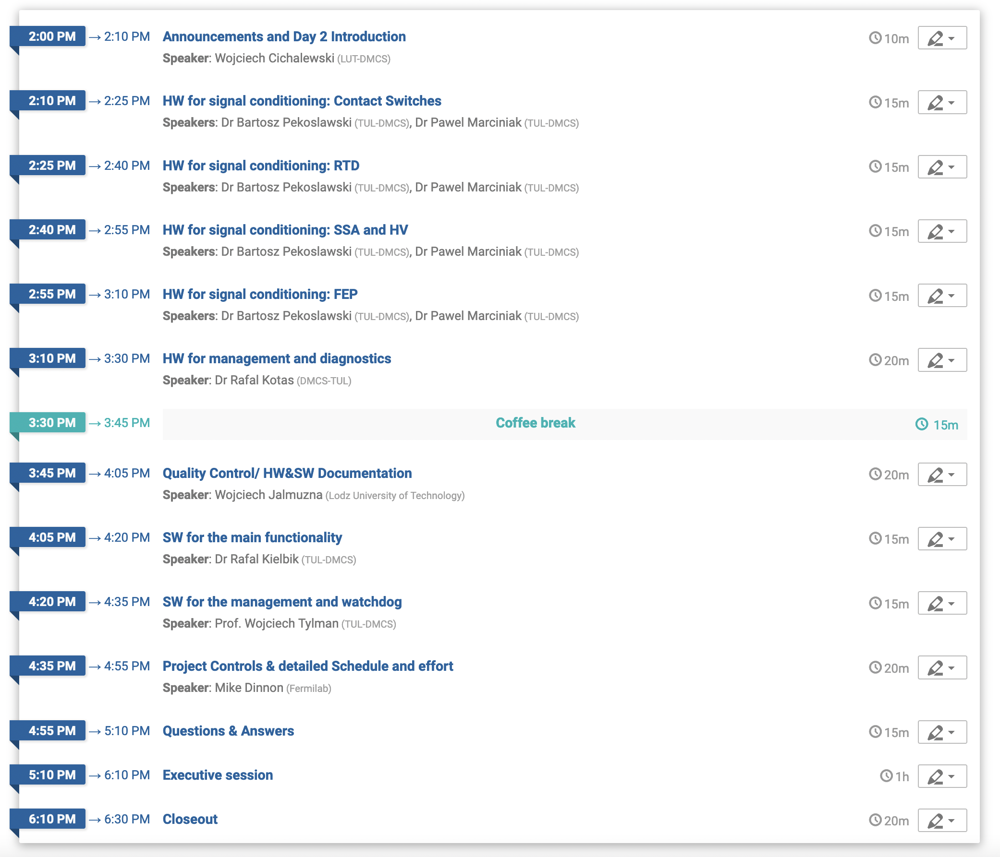 2:00 PM → 2:10 PM Announcements and Day 2 Introduction 10m
Speaker: Wojciech Cichalewski (LUT-DMCS)
2:10 PM → 2:25 PM HW for signal conditioning: Contact Switches 15m
Speakers: Dr Bartosz Pekoslawski (TUL-DMCS), Dr Pawel Marciniak (TUL-DMCS)
2:25 PM → 2:40 PM HW for signal conditioning: RTD 15m
Speakers: Dr Bartosz Pekoslawski (TUL-DMCS), Dr Pawel Marciniak (TUL-DMCS)
2:40 PM → 2:55 PM HW for signal conditioning: SSA and HV 15m
Speakers: Dr Bartosz Pekoslawski (TUL-DMCS), Dr Pawel Marciniak (TUL-DMCS)
2:55 PM → 3:10 PM HW for signal conditioning: FEP 15m
Speakers: Dr Bartosz Pekoslawski (TUL-DMCS), Dr Pawel Marciniak (TUL-DMCS)
3:10 PM → 3:30 PM HW for management and diagnostics 20m
Speaker: Dr Rafal Kotas (DMCS-TUL)
3:30 PM → 3:45 PM Coffee break 15m
3:45 PM → 4:05 PM Quality Control/ HW&SW Documentation 20m
Speaker: Wojciech Jalmuzna (Lodz University of Technology)
4:05 PM → 4:20 PM SW for the main functionality 15m
Speaker: Dr Rafal Kielbik (TUL-DMCS)
4:20 PM → 4:35 PM SW for the management and watchdog 15m
Speaker: Prof. Wojciech Tylman (TUL-DMCS)
4:35 PM → 4:55 PM Project Controls & detailed Schedule and effort 20m
Speaker: Mike Dinnon (Fermilab)
4:55 PM → 5:10 PM Questions & Answers 15m
5:10 PM → 6:10 PM Executive session 1h
6:10 PM → 6:30 PM Closeout 20m